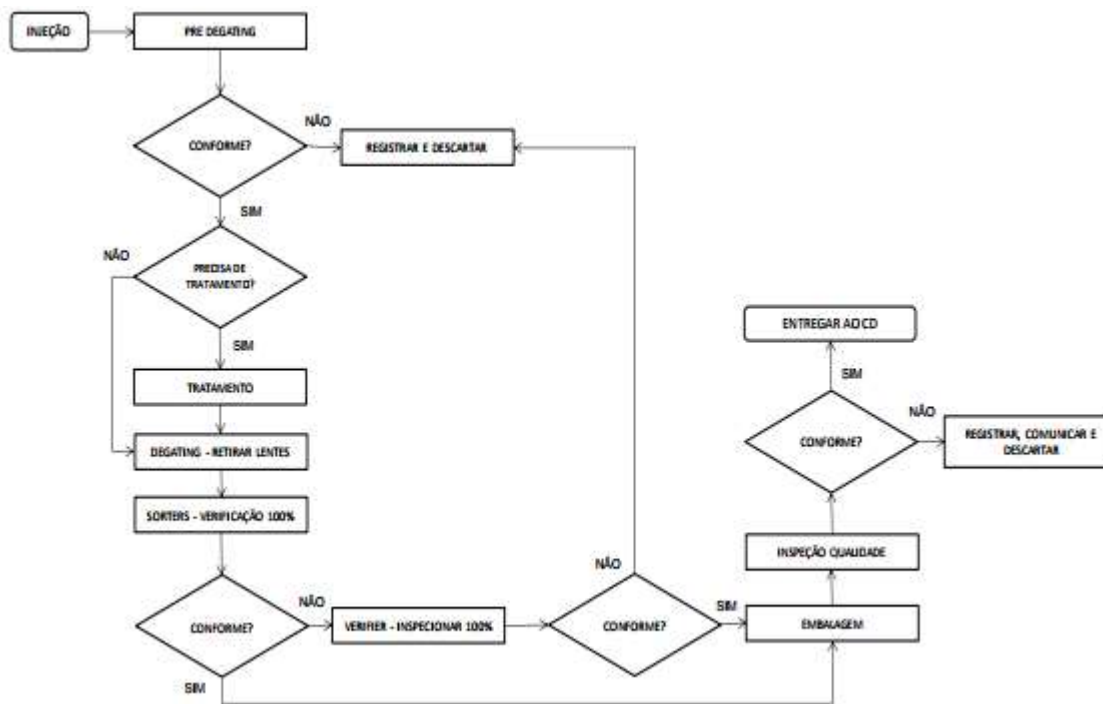 INJEÇÃO
PRE DEGATING
CONFORME?
NÃO
REGISTRAR E DESCARTAR
SIM
NÃO
PRECISA DE
TRATAMENTO?
SIM
TRATAMENTO
DEGATING - RETIRAR LENTES
SORTERS - VERIFICAÇÃO 100%
CONFORME?
NÃO
VERIFIER - INSPECIONAR 100%
SIM
CONFORME?
NÃO
SIM
EMBALAGEM
INSPEÇÃO QUALIDADE
CONFORME?
NÃO
REGISTRAR, COMUNICAR E
DESCARTAR
SIM
ENTREGAR AO CD